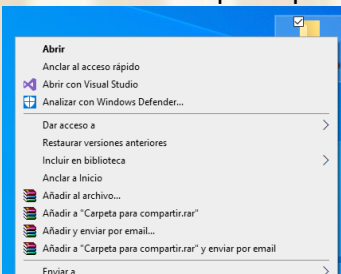 Abrir
Anclar al acceso rápido
Abrir con Visual Studio
Analizar con Windows Defender...
Dar acceso a
Restaurar versiones anteriores
Incluir en biblioteca
Anclar a Inicio
Añadir al archivo...
Añadir a "Carpeta para compartir.rar"
Añadir y enviar por email...
Añadir a "Carpeta para compartir.rar" y enviar por email
Enviar a